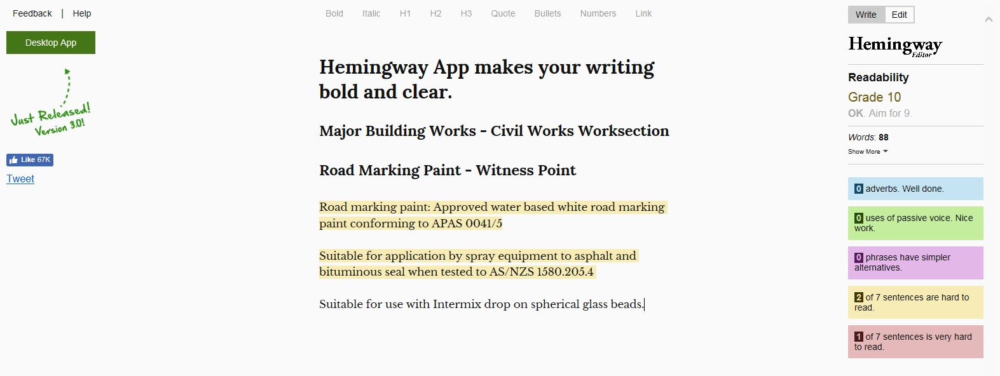 Feedback | Help
Bold Italic H1 H2 H3 Quote Bullets Numbers Link
Write Edit
Desktop App
Just Released!
Version 3.0!
Like 67K
Tweet
Hemingway App makes your writing
bold and clear.
Major Building Works - Civil Works Worksection
Road Marking Paint - Witness Point
Road marking paint: Approved water based white road marking
paint conforming to APAS 0041/5
Suitable for application by spray equipment to asphalt and
bituminous seal when tested to AS/NZS 1580.205.4
Suitable for use with Intermix drop on spherical glass beads.
Hemingway
Editor
Readability
Grade 10
OK. Aim for 9.
Words: 88
Show More
0 adverbs. Well done.
0 uses of passive voice. Nice
work.
0 phrases have simpler
alternatives.
2 of 7 sentences are hard to
read.
1 of 7 sentences is very hard
to read.